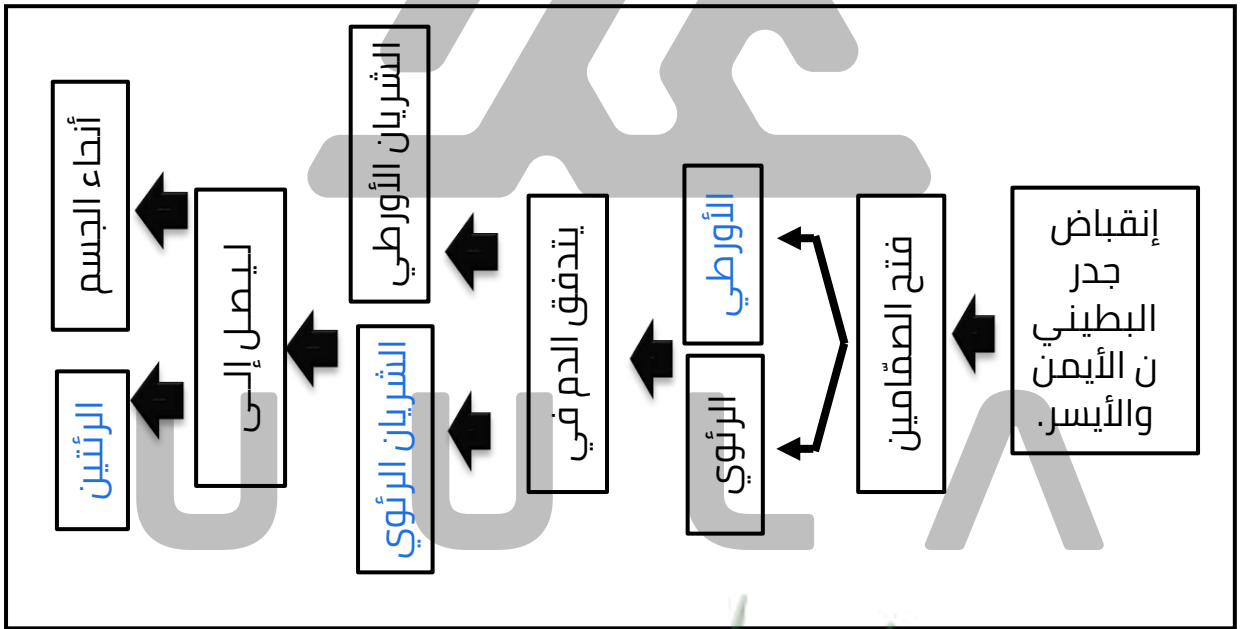 إنقباض
جدر
البطيني
ن الأيمن
والأيسر.
فتح الصمّامين
الأورطي
الرئوي
يتدفق الدم في
الشريان الأورطي
الشريان الرئوي
ليصل إلى
أنحاء الجسم
الرئتين
UULA